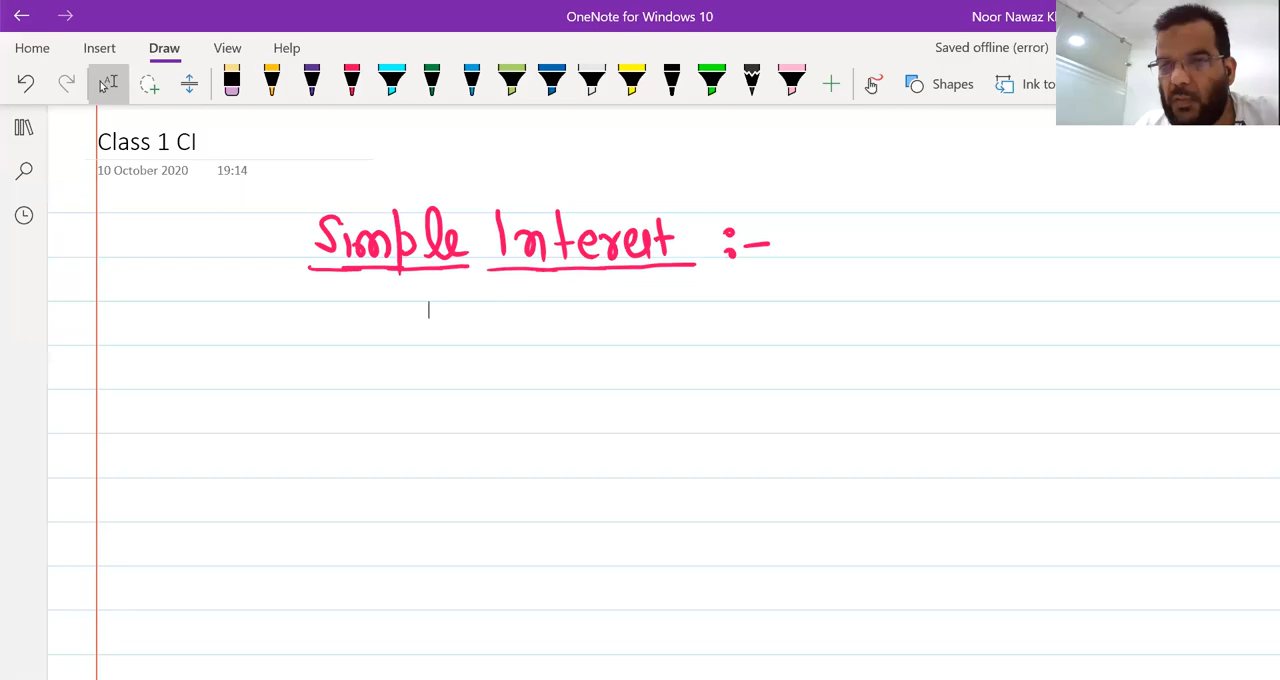 OneNote for Windows 10
Noor Nawaz
Home Insert Draw View Help
Saved offline (error)
Shapes
Ink to
Class 1 CI
10 October 2020 19:14
Simple Interest :-